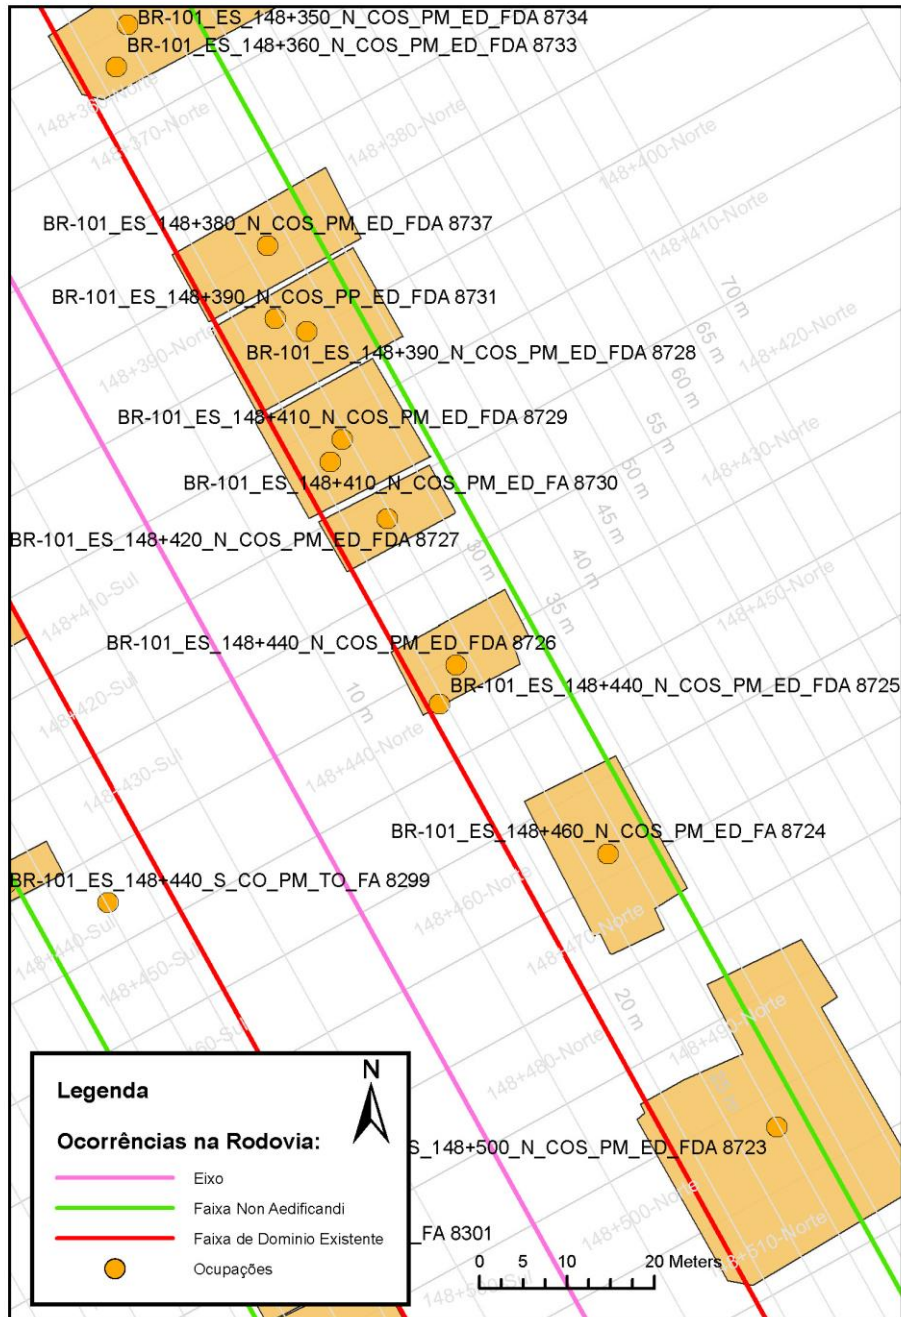 BR-101_ES_148+350_N_COS_PM_ED_FDA 8734
BR-101_ES_148+360_N_COS_PM_ED_FDA 8733
148+370-Norte
148+380-Norte
148+400-Norte
BR-101_ES_148+380_N_COS_PM_ED_FDA 8737
148+410-Norte
BR-101_ES_148+390_N_COS_PP_ED_FDA 8731
70 m
65 m
148+420-Norte
148+390-Norte
BR-101_ES_148+390_N_COS_PM_ED_FDA 8728
60 m
BR-101_ES_148+410_N_COS_PM_ED_FDA 8729
55 m
148+430-Norte
50 m
BR-101_ES_148+410_N_COS_PM_ED_FA 8730
45 m
BR-101_ES_148+420_N_COS_PM_ED_FDA 8727
30 m
40 m
148+410-Sul
148+450-Norte
35 m
BR-101_ES_148+440_N_COS_PM_ED_FDA 8726
BR-101_ES_148+440_N_COS_PM_ED_FDA 8725
148+420-Sul
10 m
148+440-Norte
148+430-Sul
BR-101_ES_148+460_N_COS_PM_ED_FA 8724
BR-101_ES_148+440_S_CO_PM_TO_FA 8299
148+460-Norte
148+470-Norte
148+440-Sul
148+450-Sul
20 m
148+490-Norte
60-Sul
148+480-Norte
Legenda
N
Ocorrências na Rodovia:
S_148+500_N_COS_PM_ED_FDA 8723
Eixo
Faixa Non Aedificandi
148+500-Norte
_FA 8301
Faixa de Dominio Existente
8+510-Norte
Ocupações
0 5 10 20 Meters